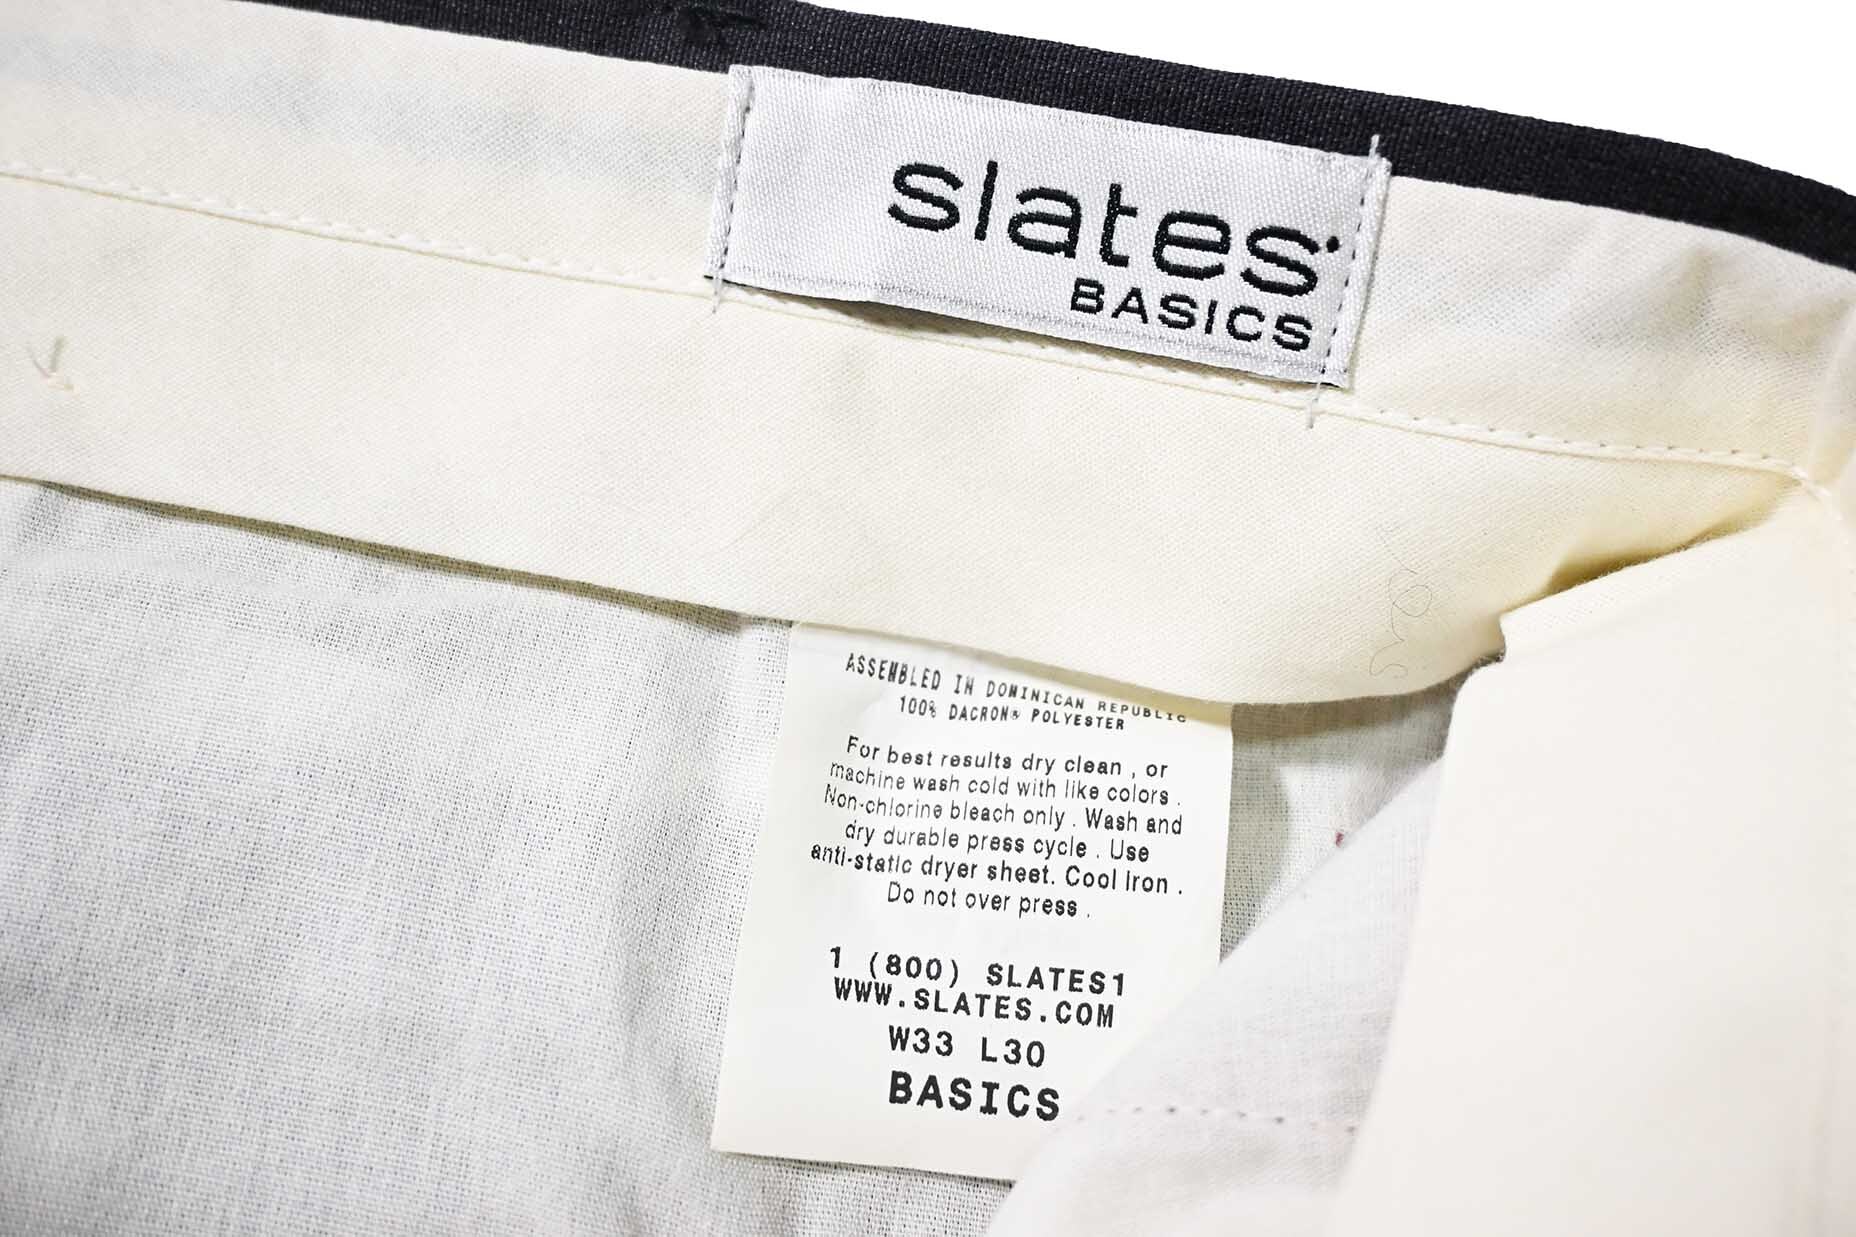 slates®
BASICS
ASSEMBLED IN DOMINICAN REPUBLIC
100% DACRON® POLYESTER
For best results dry clean , or
machine wash cold with like colors .
Non-chlorine bleach only . Wash and
dry durable press cycle . Use
anti-static dryer sheet. Cool Iron .
Do not over press .
1 (800) SLATES1
WWW.SLATES.COM
W33 L30
BASICS